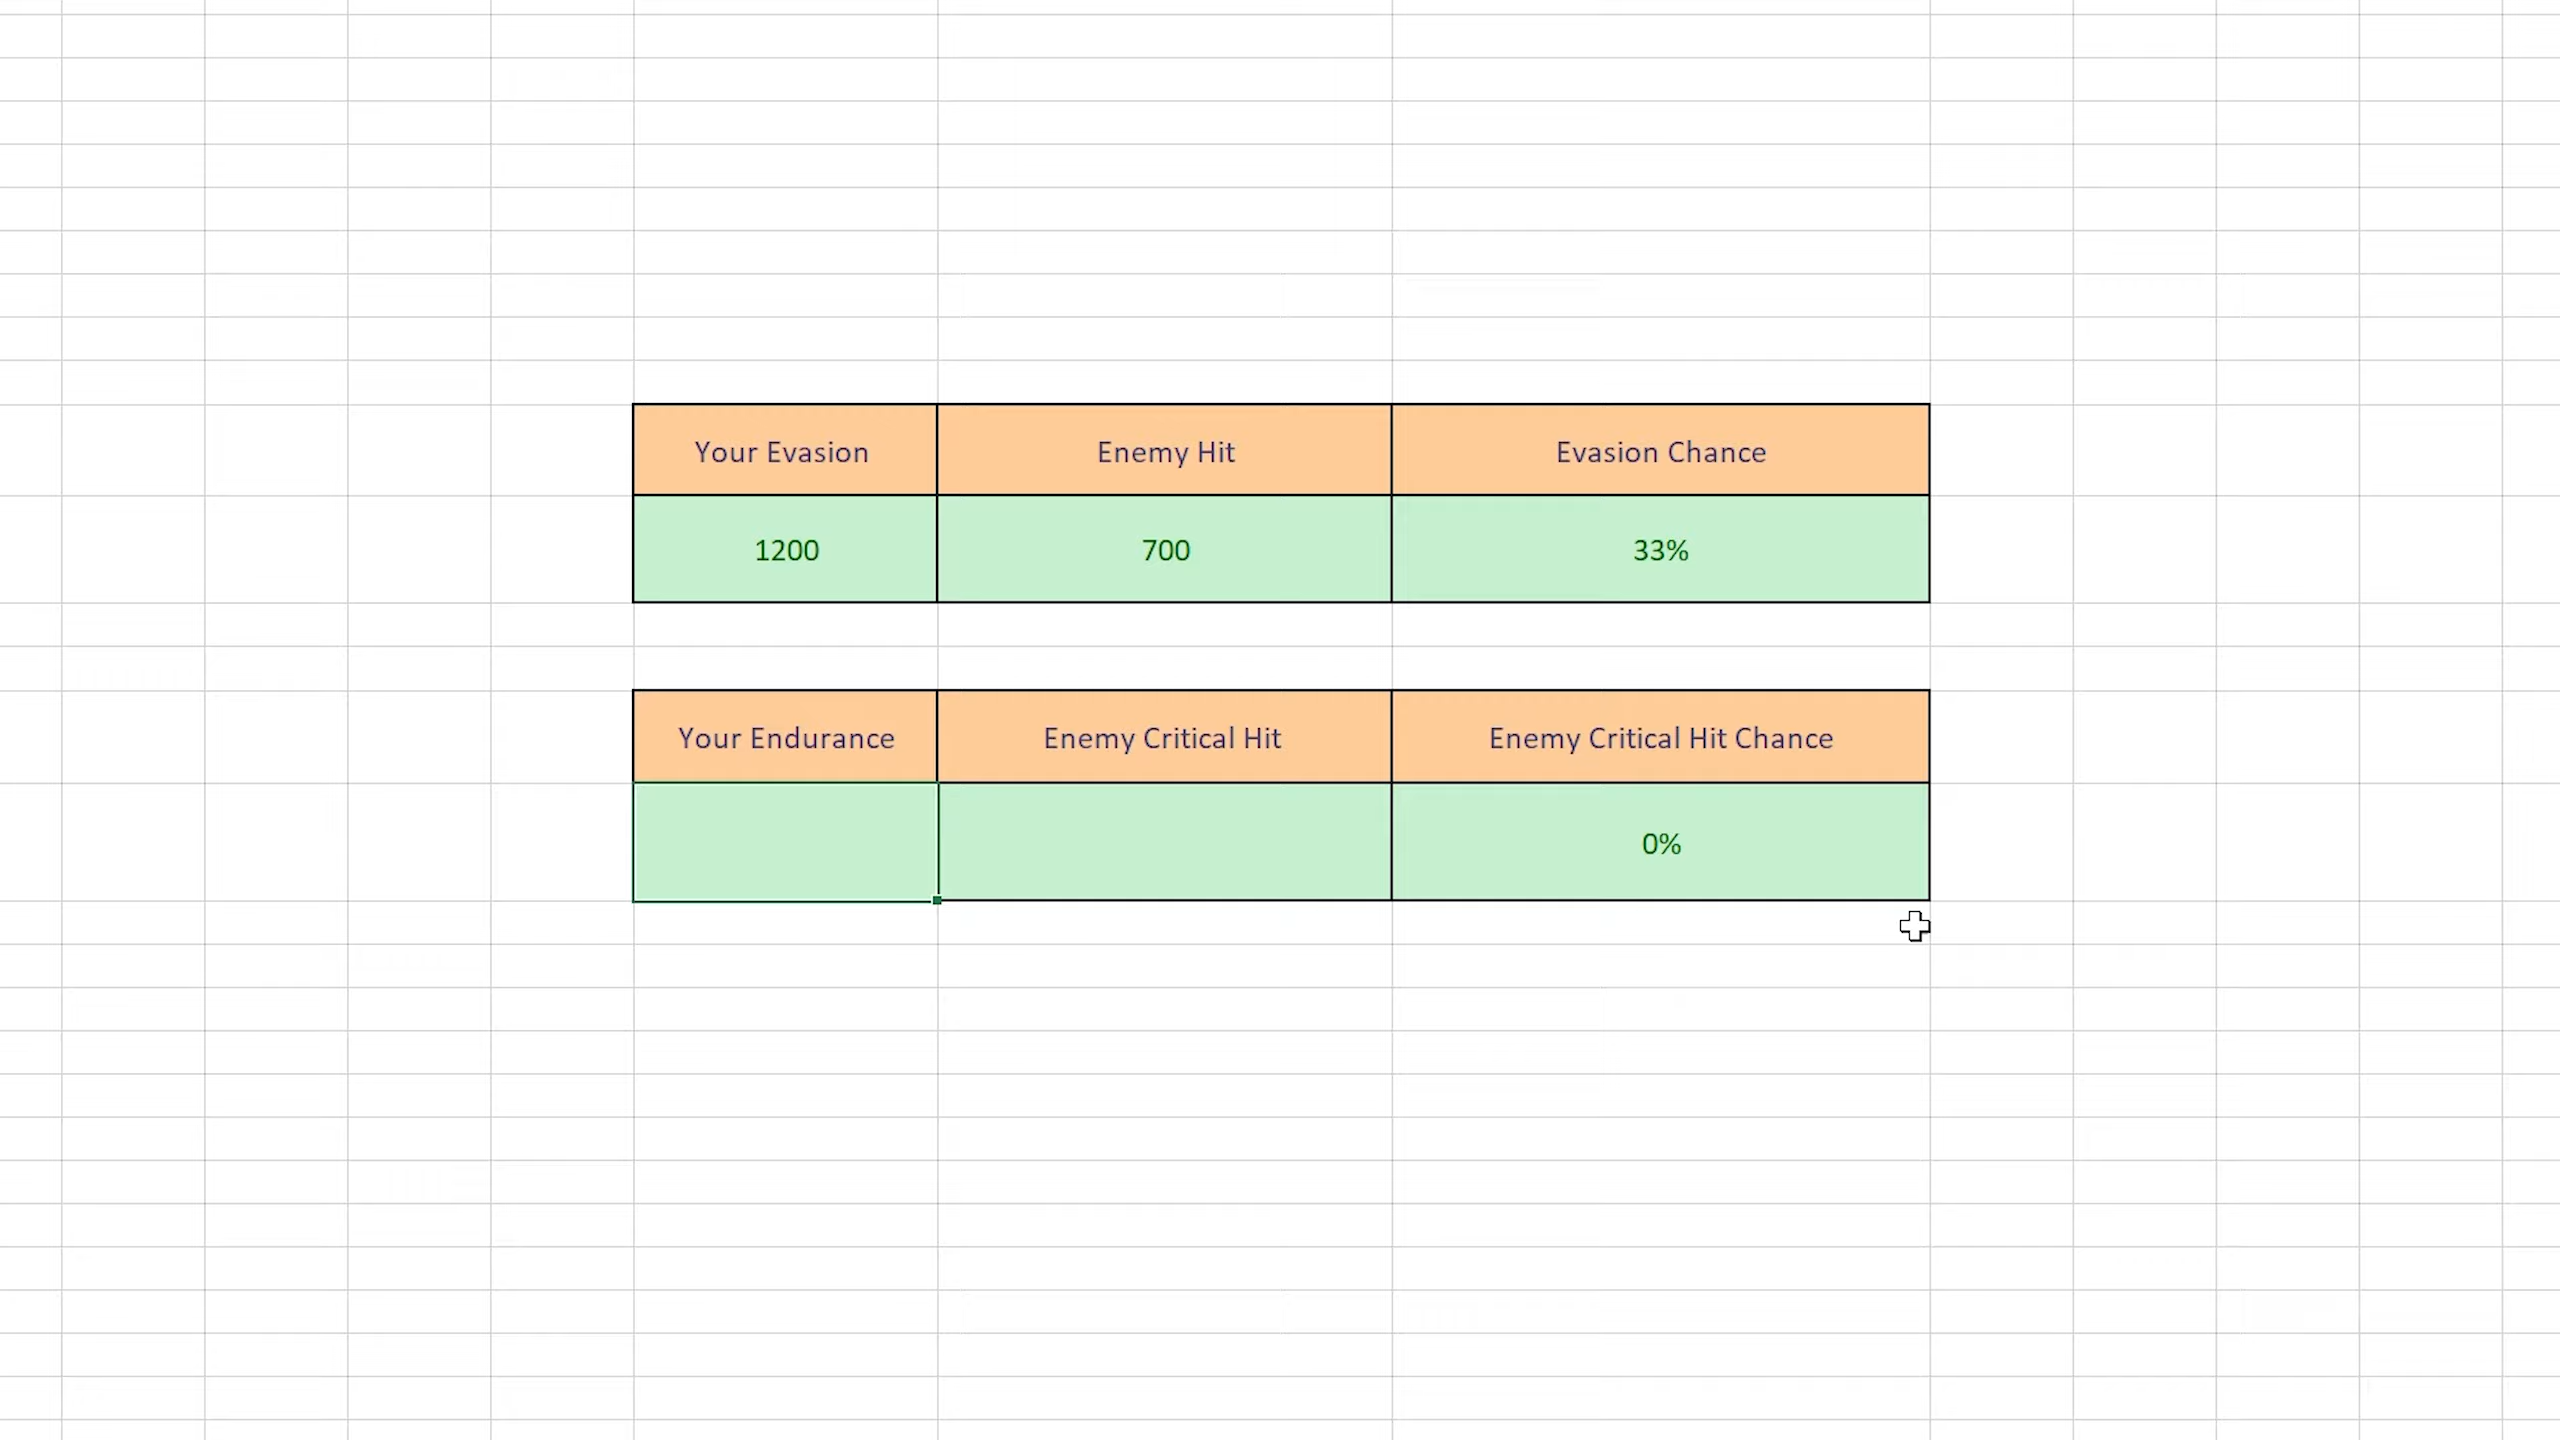 Your Evasion Enemy Hit Evasion Chance
1200 700 33%
Your Endurance Enemy Critical Hit Enemy Critical Hit Chance
0%